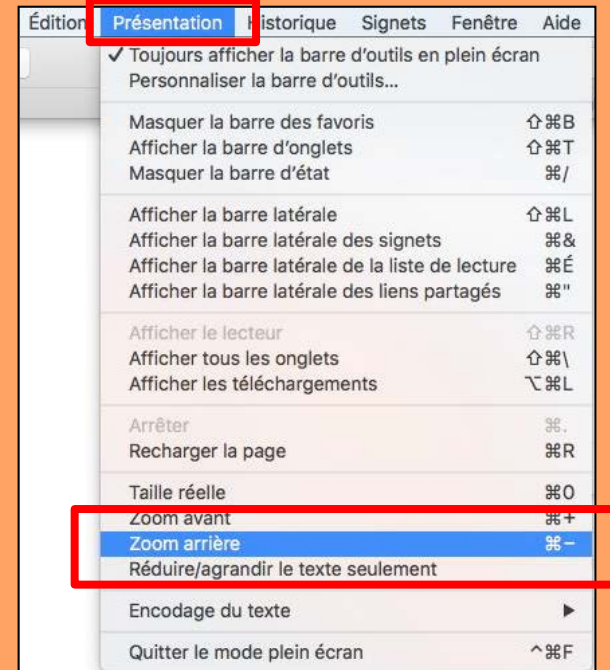 Édition Présentation Historique Signets Fenêtre Aide
✓ Toujours afficher la barre d'outils en plein écran
Personnaliser la barre d'outils...
Masquer la barre des favoris ⇧⌘B
Afficher la barre d'onglets ⇧⌘T
Masquer la barre d'état ⌘/
Afficher la barre latérale ⇧⌘L
Afficher la barre latérale des signets ⌘&
Afficher la barre latérale de la liste de lecture ⌘É
Afficher la barre latérale des liens partagés ⌘"
Afficher le lecteur ⇧⌘R
Afficher tous les onglets ⇧⌘\
Afficher les téléchargements ⌥⌘L
Arrêter ⌘.
Recharger la page ⌘R
Taille réelle ⌘0
Zoom avant ⌘+
Zoom arrière ⌘−
Réduire/agrandir le texte seulement
Encodage du texte ▶
Quitter le mode plein écran ^⌘F